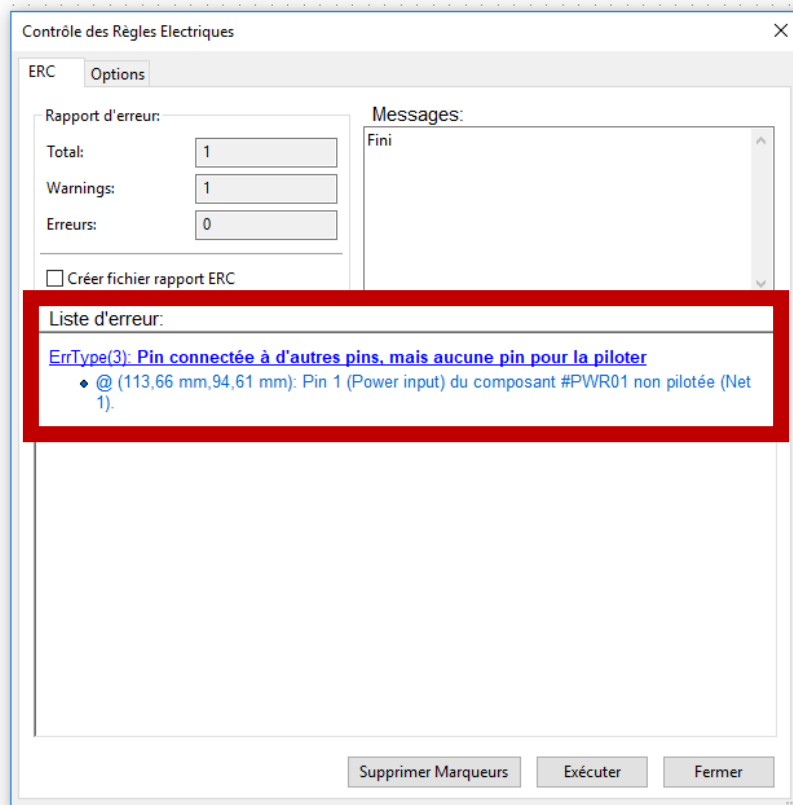 Contrôle des Règles Electriques
ERC
Options
Rapport d'erreur:
Total:
1
Warnings:
1
Erreurs:
0
Créer fichier rapport ERC
Messages:
Fini
Liste d'erreur:
ErrType(3): Pin connectée à d'autres pins, mais aucune pin pour la piloter
@ (113,66 mm,94,61 mm): Pin 1 (Power input) du composant #PWR01 non pilotée (Net
1).
Supprimer Marqueurs
Exécuter
Fermer